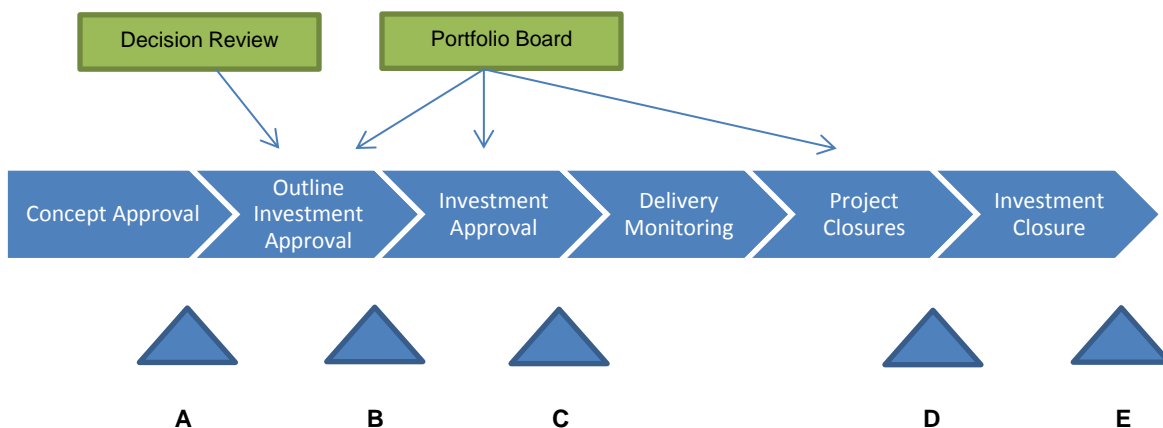 Decision Review
Portfolio Board
Concept Approval
Outline
Investment
Approval
Investment
Approval
Delivery
Monitoring
Project
Closures
Investment
Closure
A
B
C
D
E